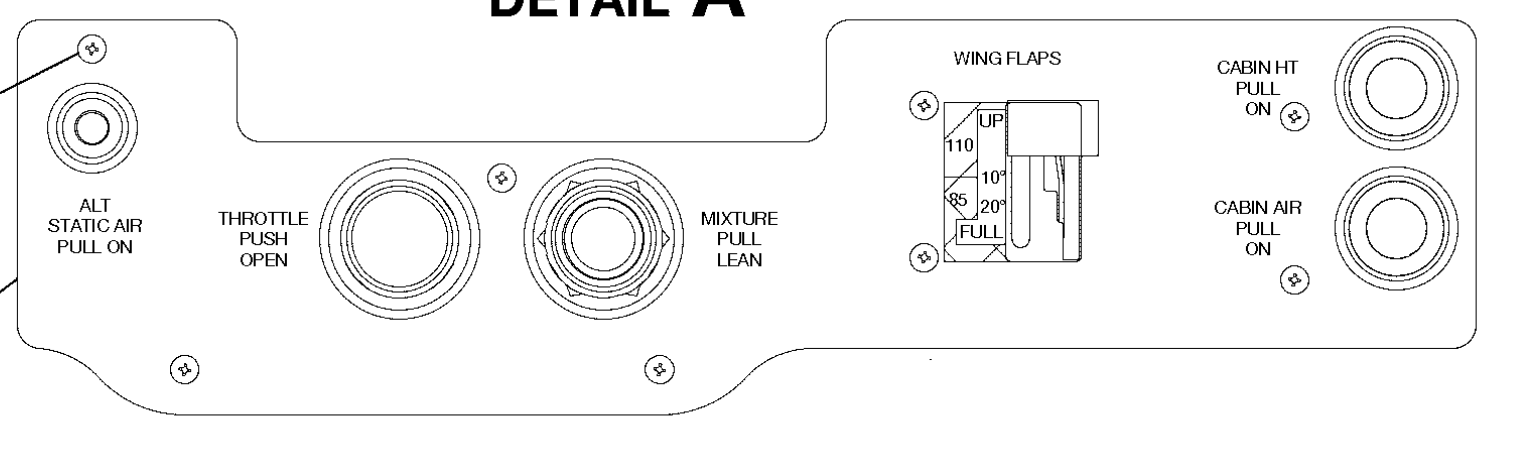 DETAIL A
ALT
STATIC AIR
PULL ON
THROTTLE
PUSH
OPEN
MIXTURE
PULL
LEAN
WING FLAPS
UP
110
10°
85
20°
FULL
CABIN HT
PULL
ON
CABIN AIR
PULL
ON